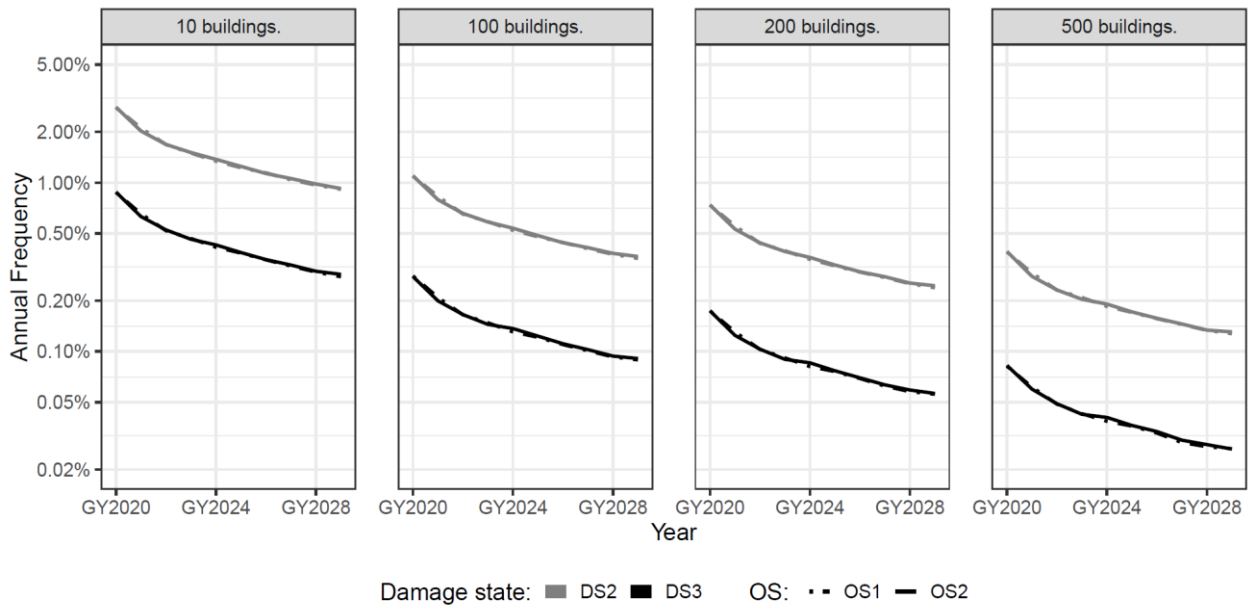 10 buildings. 100 buildings. 200 buildings. 500 buildings.
5.00%
2.00%
1.00%
0.50%
0.20%
0.10%
0.05%
0.02%
Annual Frequency
GY2020 GY2024 GY2028 GY2020 GY2024 GY2028 GY2020 GY2024 GY2028 GY2020 GY2024 GY2028
Year
Damage state: DS2 DS3 OS: OS1 OS2